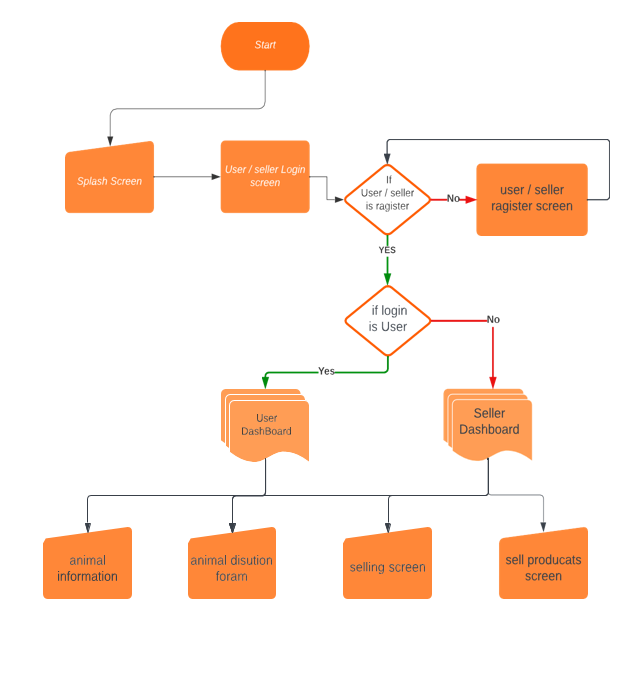 Start
Splash Screen
User / seller Login
screen
If
User / seller
is ragister
No
user / seller
ragister screen
YES
if login
is User
No
Yes
User
DashBoard
Seller
Dashboard
animal
information
animal disution
foram
selling screen
sell producats
screen